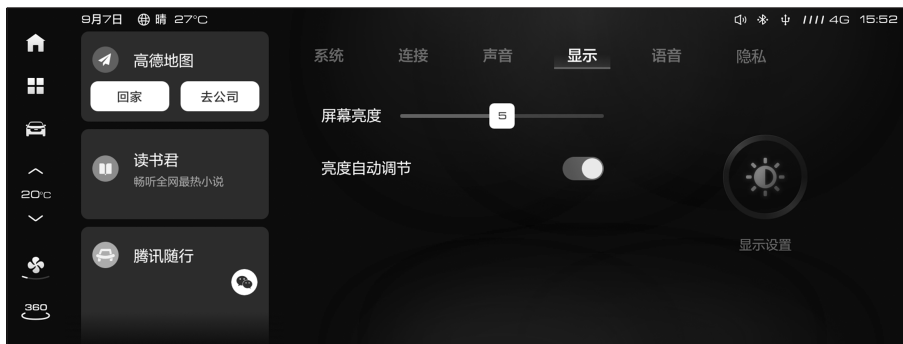 9月7日 晴 27°C 4G 15:52
高德地图
回家 去公司
读书君
畅听全网最热小说
腾讯随行
20°C
360
系统 连接 声音 显示 语音 隐私
屏幕亮度 5
亮度自动调节
显示设置